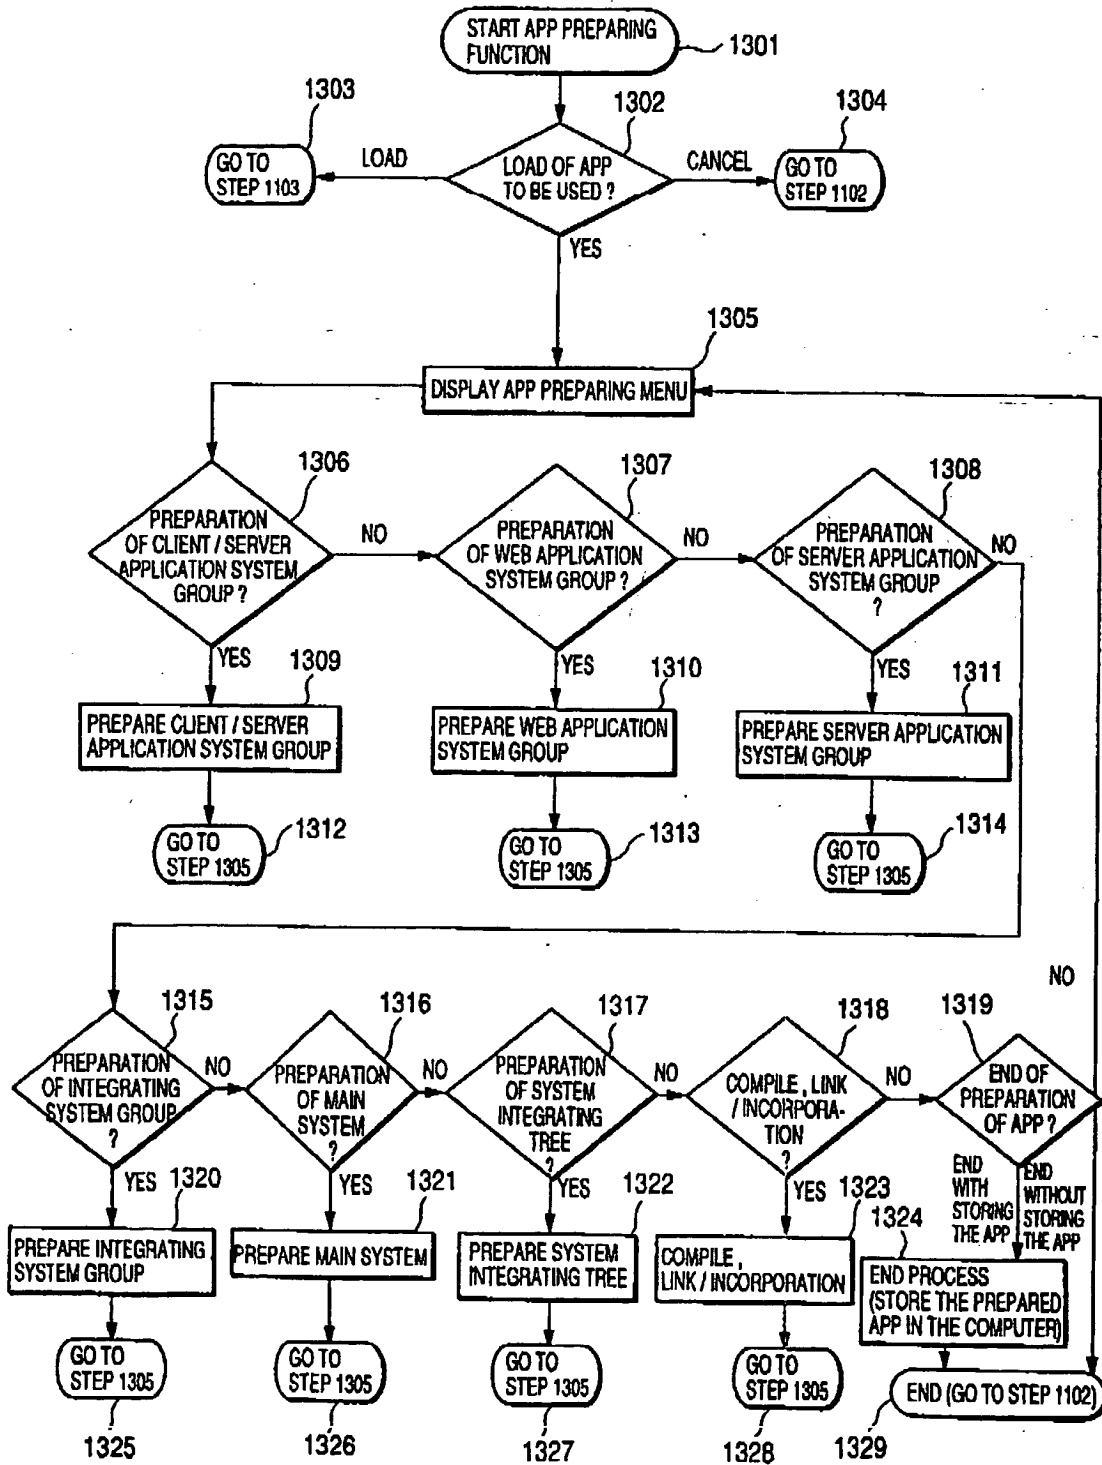 START APP PREPARING
FUNCTION
1301
1303
1302
1304
GO TO
STEP 1103
LOAD
LOAD OF APP
TO BE USED ?
CANCEL
GO TO
STEP 1102
YES
1305
DISPLAY APP PREPARING MENU
1306
1307
1308
PREPARATION
OF CLIENT / SERVER
APPLICATION SYSTEM
GROUP ?
NO
PREPARATION
OF WEB APPLICATION
SYSTEM GROUP ?
NO
PREPARATION
OF SERVER APPLICATION
SYSTEM GROUP
?
NO
YES
1309
YES
1310
YES
1311
PREPARE CLIENT / SERVER
APPLICATION SYSTEM GROUP
PREPARE WEB APPLICATION
SYSTEM GROUP
PREPARE SERVER APPLICATION
SYSTEM GROUP
GO TO
STEP 1305
1312
GO TO
STEP 1305
1313
GO TO
STEP 1305
1314
NO
1315
1316
1317
1318
1319
PREPARATION
OF INTEGRATING
SYSTEM GROUP
?
NO
PREPARATION
OF MAIN
SYSTEM
?
NO
PREPARATION
OF SYSTEM
INTEGRATING
TREE
?
NO
COMPILE, LINK
/ INCORPORA-
TION
?
NO
END OF
PREPARATION
OF APP ?
YES
1320
YES
1321
YES
1322
YES
1323
END
WITH
STORING
THE APP
END
WITHOUT
STORING
THE APP
1324
PREPARE INTEGRATING
SYSTEM GROUP
PREPARE MAIN SYSTEM
PREPARE SYSTEM
INTEGRATING TREE
COMPILE,
LINK / INCORPORATION
END PROCESS
(STORE THE PREPARED
APP IN THE COMPUTER)
GO TO
STEP 1305
GO TO
STEP 1305
GO TO
STEP 1305
GO TO
STEP 1305
END (GO TO STEP 1102)
1325
1326
1327
1328
1329